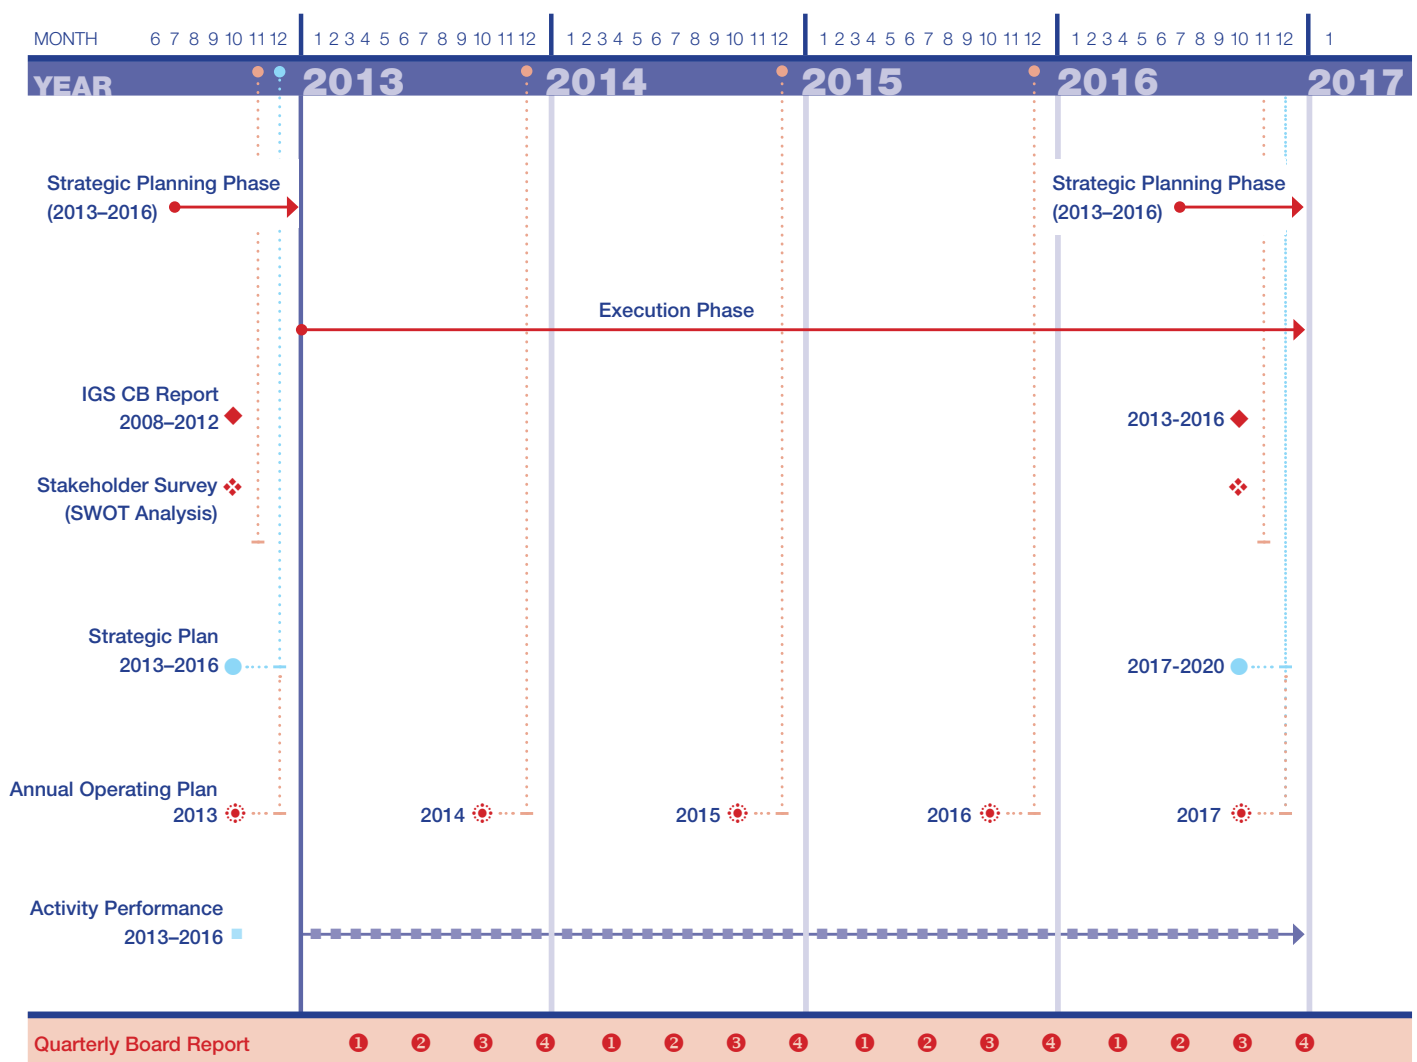 MONTH 6 7 8 9 10 11 12 1 2 3 4 5 6 7 8 9 10 11 12 1 2 3 4 5 6 7 8 9 10 11 12 1 2 3 4 5 6 7 8 9 10 11 12 1 2 3 4 5 6 7 8 9 10 11 12 1
YEAR 2013 2014 2015 2016 2017
Strategic Planning Phase
(2013–2016)
Strategic Planning Phase
(2013–2016)
Execution Phase
IGS CB Report
2008–2012
2013-2016
Stakeholder Survey
(SWOT Analysis)
Strategic Plan
2013–2016
2017-2020
Annual Operating Plan
2013 2014 2015 2016 2017
Activity Performance
2013–2016
Quarterly Board Report 1 2 3 4 1 2 3 4 1 2 3 4 1 2 3 4